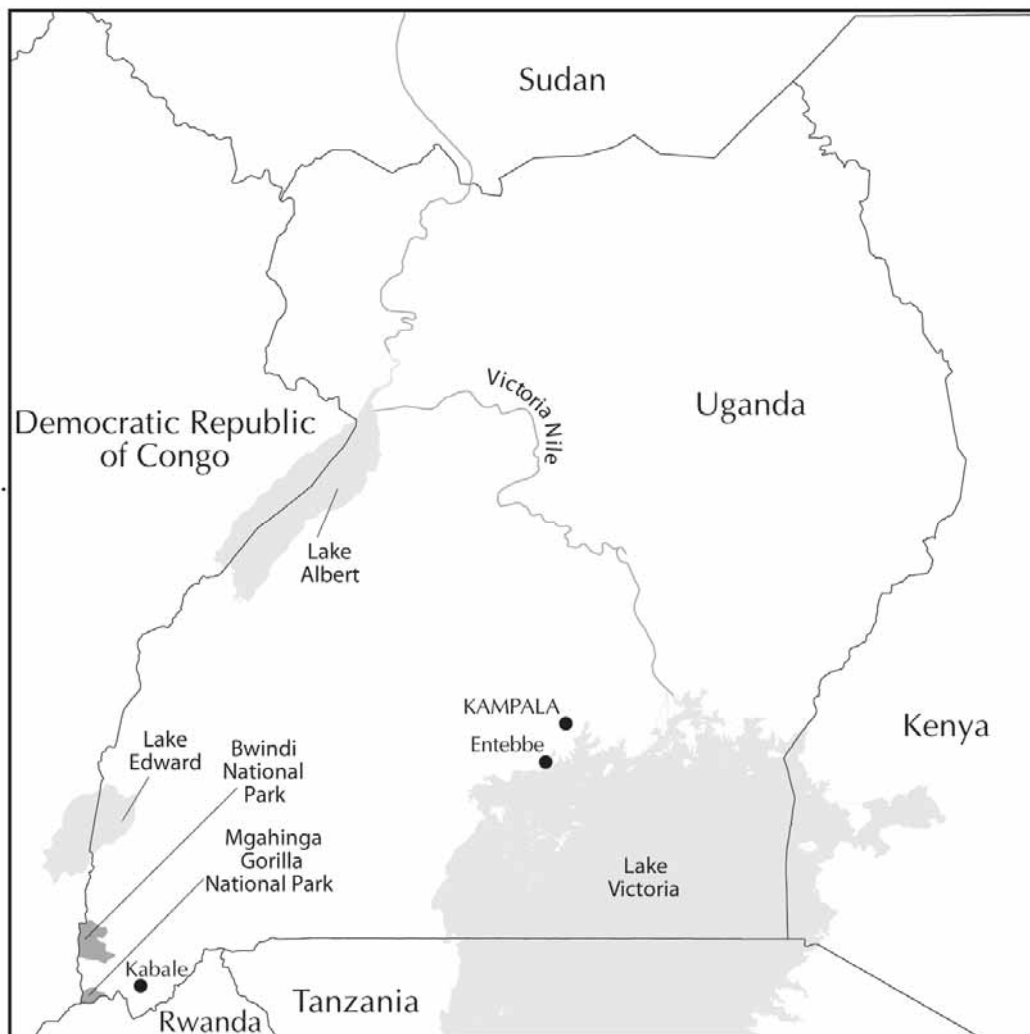 Sudan
Victoria Nile
Uganda
Democratic Republic
of Congo
Lake
Albert
KAMPALA
Entebbe
Kenya
Lake
Edward
Bwindi
National
Park
Mgahinga
Gorilla
National Park
Lake
Victoria
Kabale
Tanzania
Rwanda